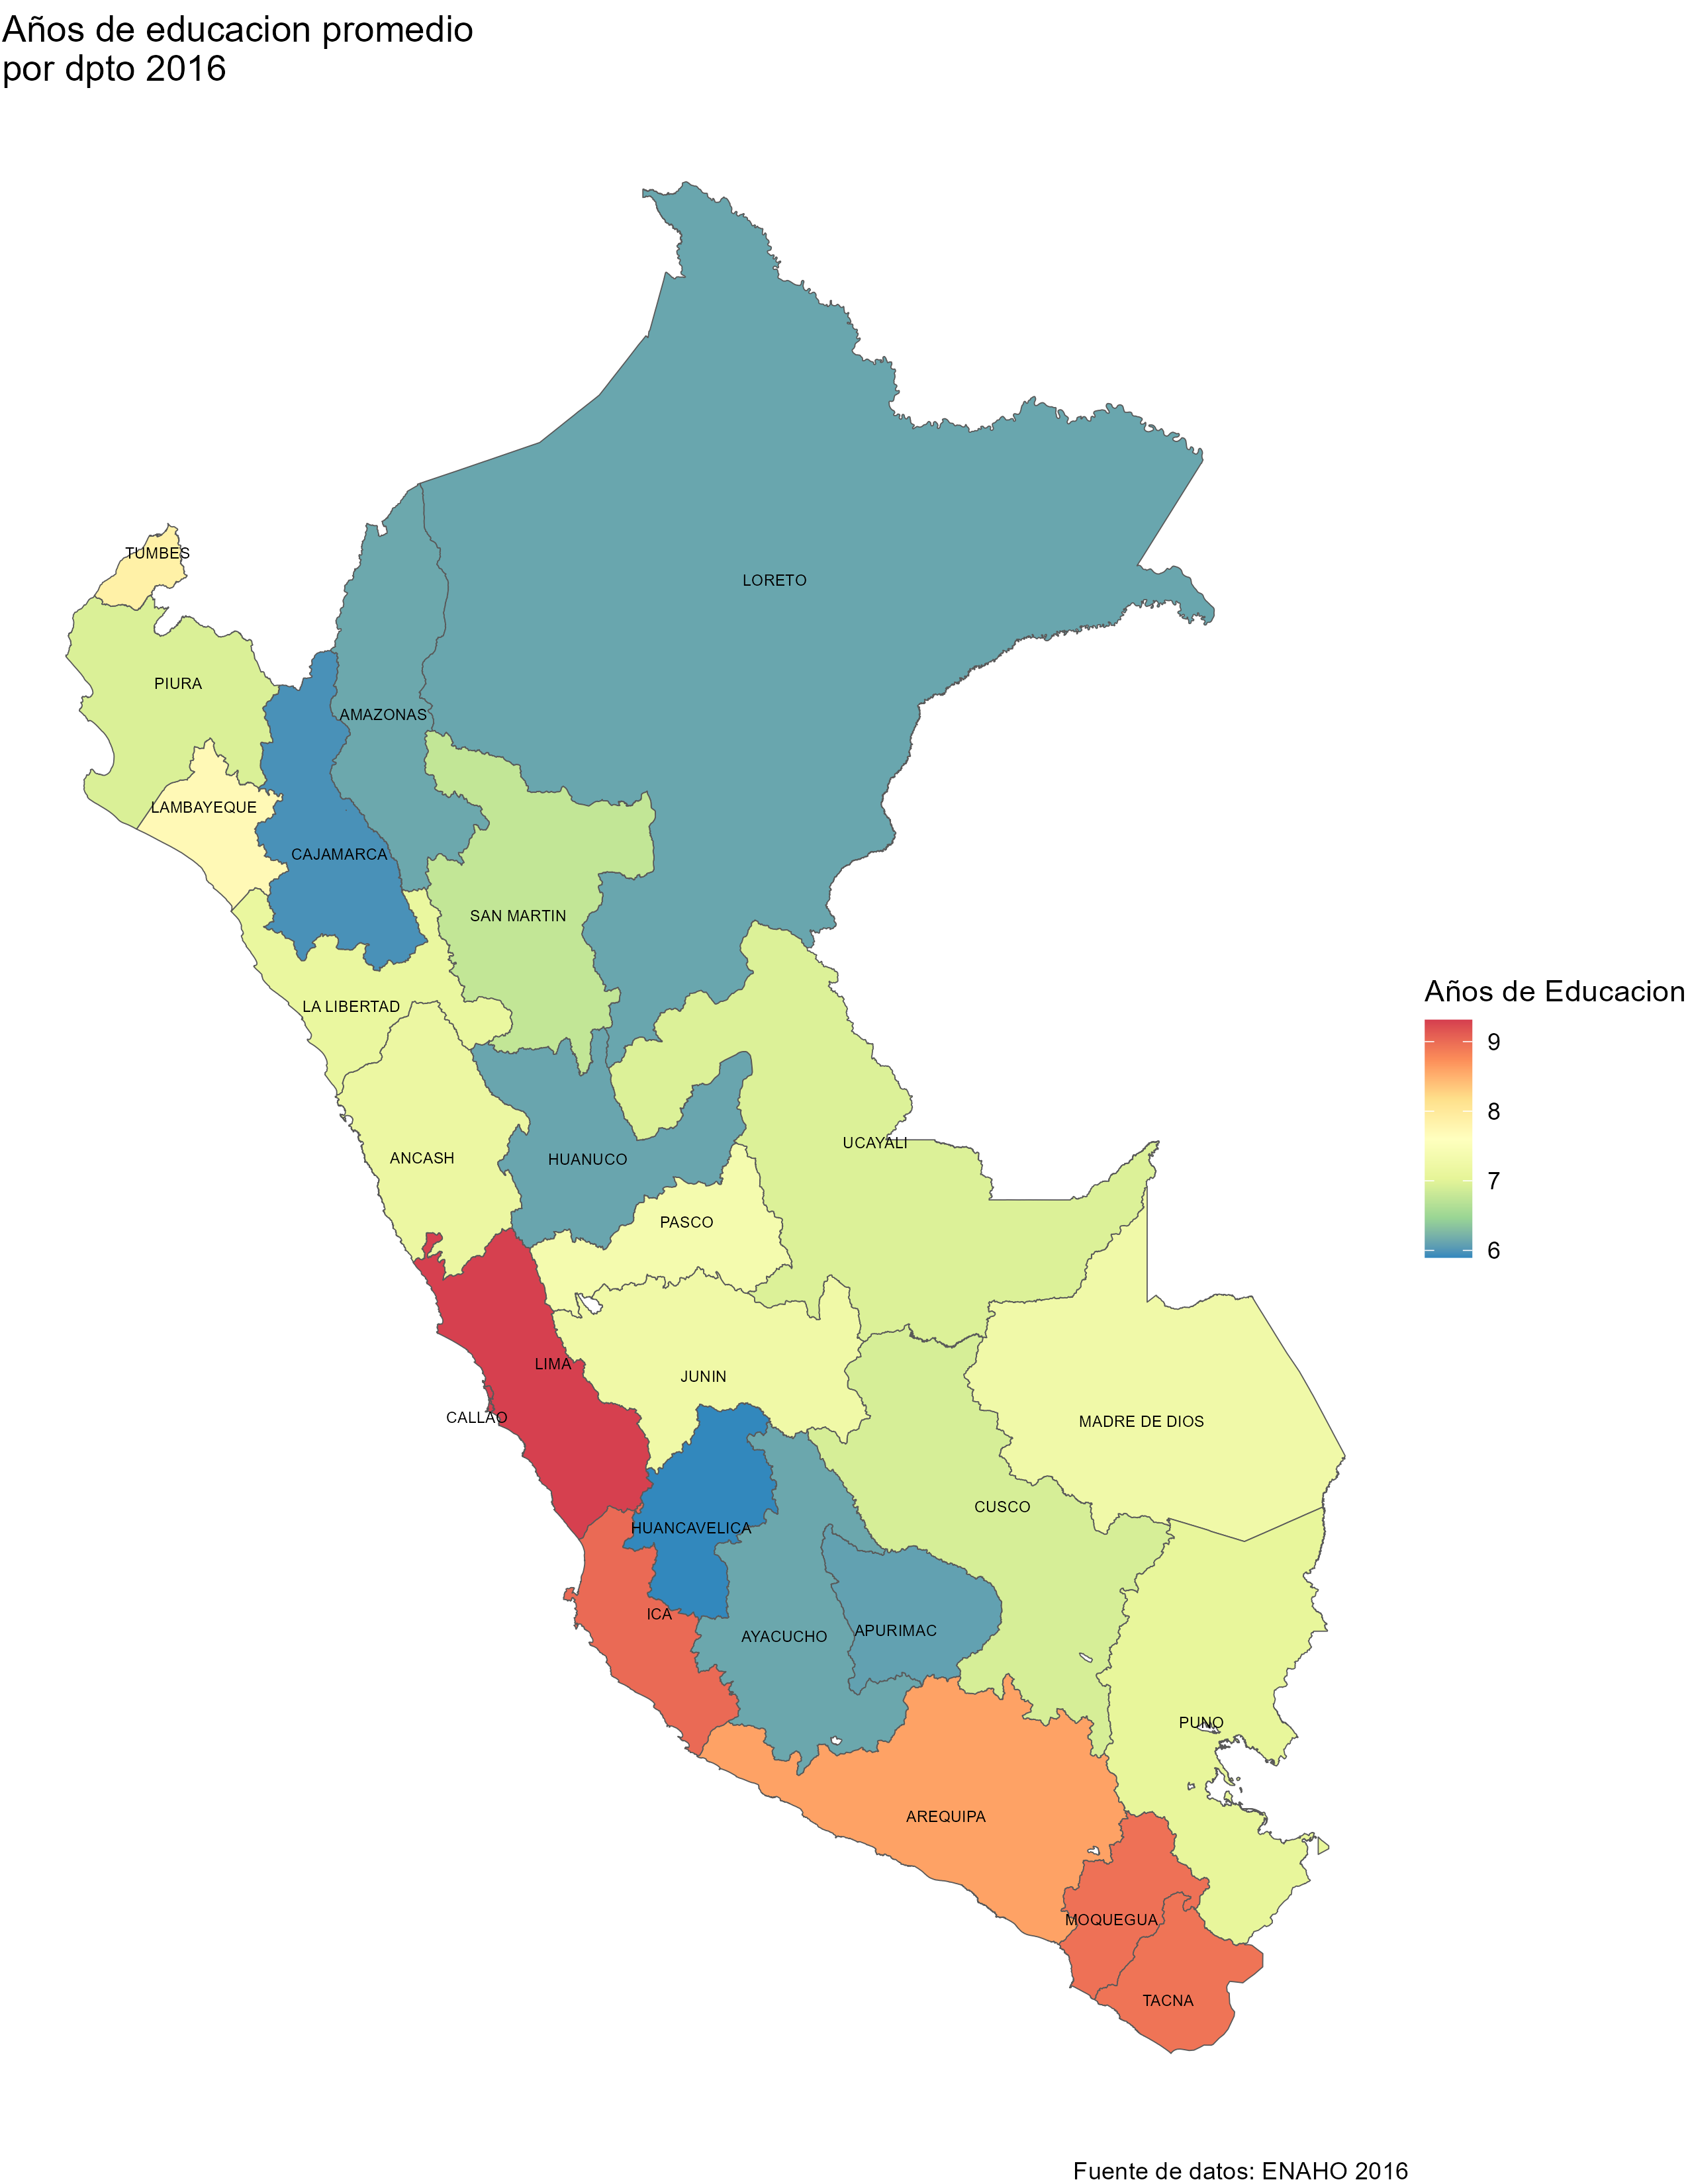 Años de educacion promedio
por dpto 2016
TUMBES
LORETO
PIURA
AMAZONAS
LAMBAYEQUE
CAJAMARCA
SAN MARTIN
LA LIBERTAD
Años de Educacion
9
8
7
6
UCAYALI
ANCASH
HUANUCO
PASCO
LIMA
JUNIN
CALLAO
MADRE DE DIOS
CUSCO
HUANCAVELICA
ICA
AYACUCHO
APURIMAC
PUNO
AREQUIPA
MOQUEGUA
TACNA
Fuente de datos: ENAHO 2016